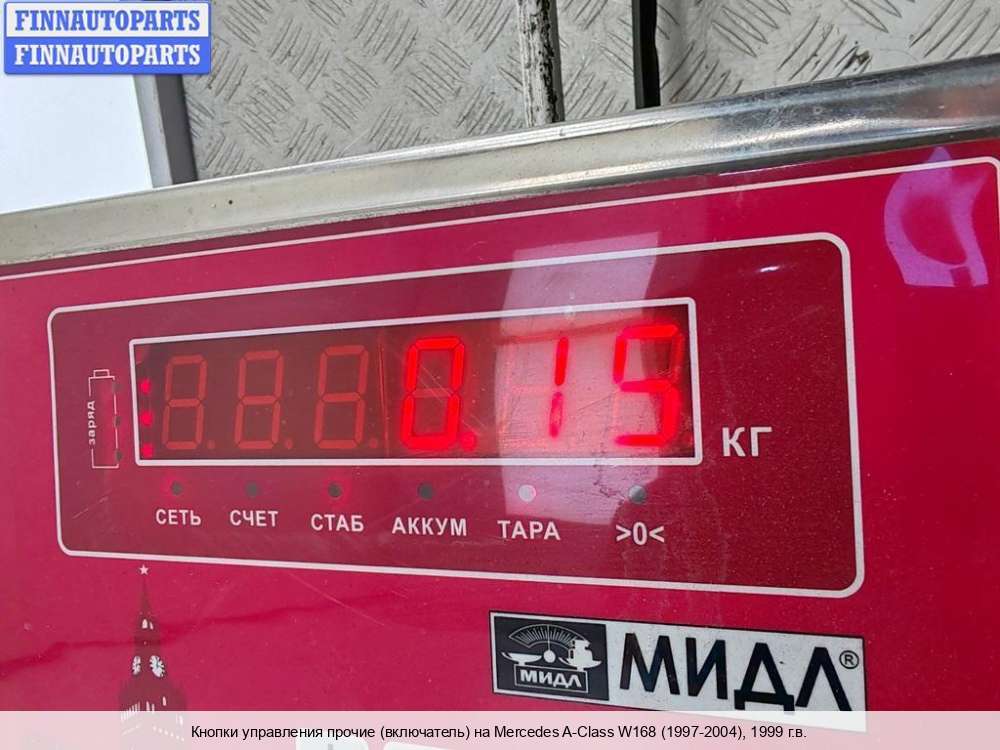 FINNAUTOPARTS
FINNAUTOPARTS
заряд
0.15
КГ
СЕТЬ СЧЕТ СТАБ АККУМ ТАРА >0<
МИДЛ МИДЛ®
Кнопки управления прочие (включатель) на Mercedes A-Class W168 (1997-2004), 1999 г.в.